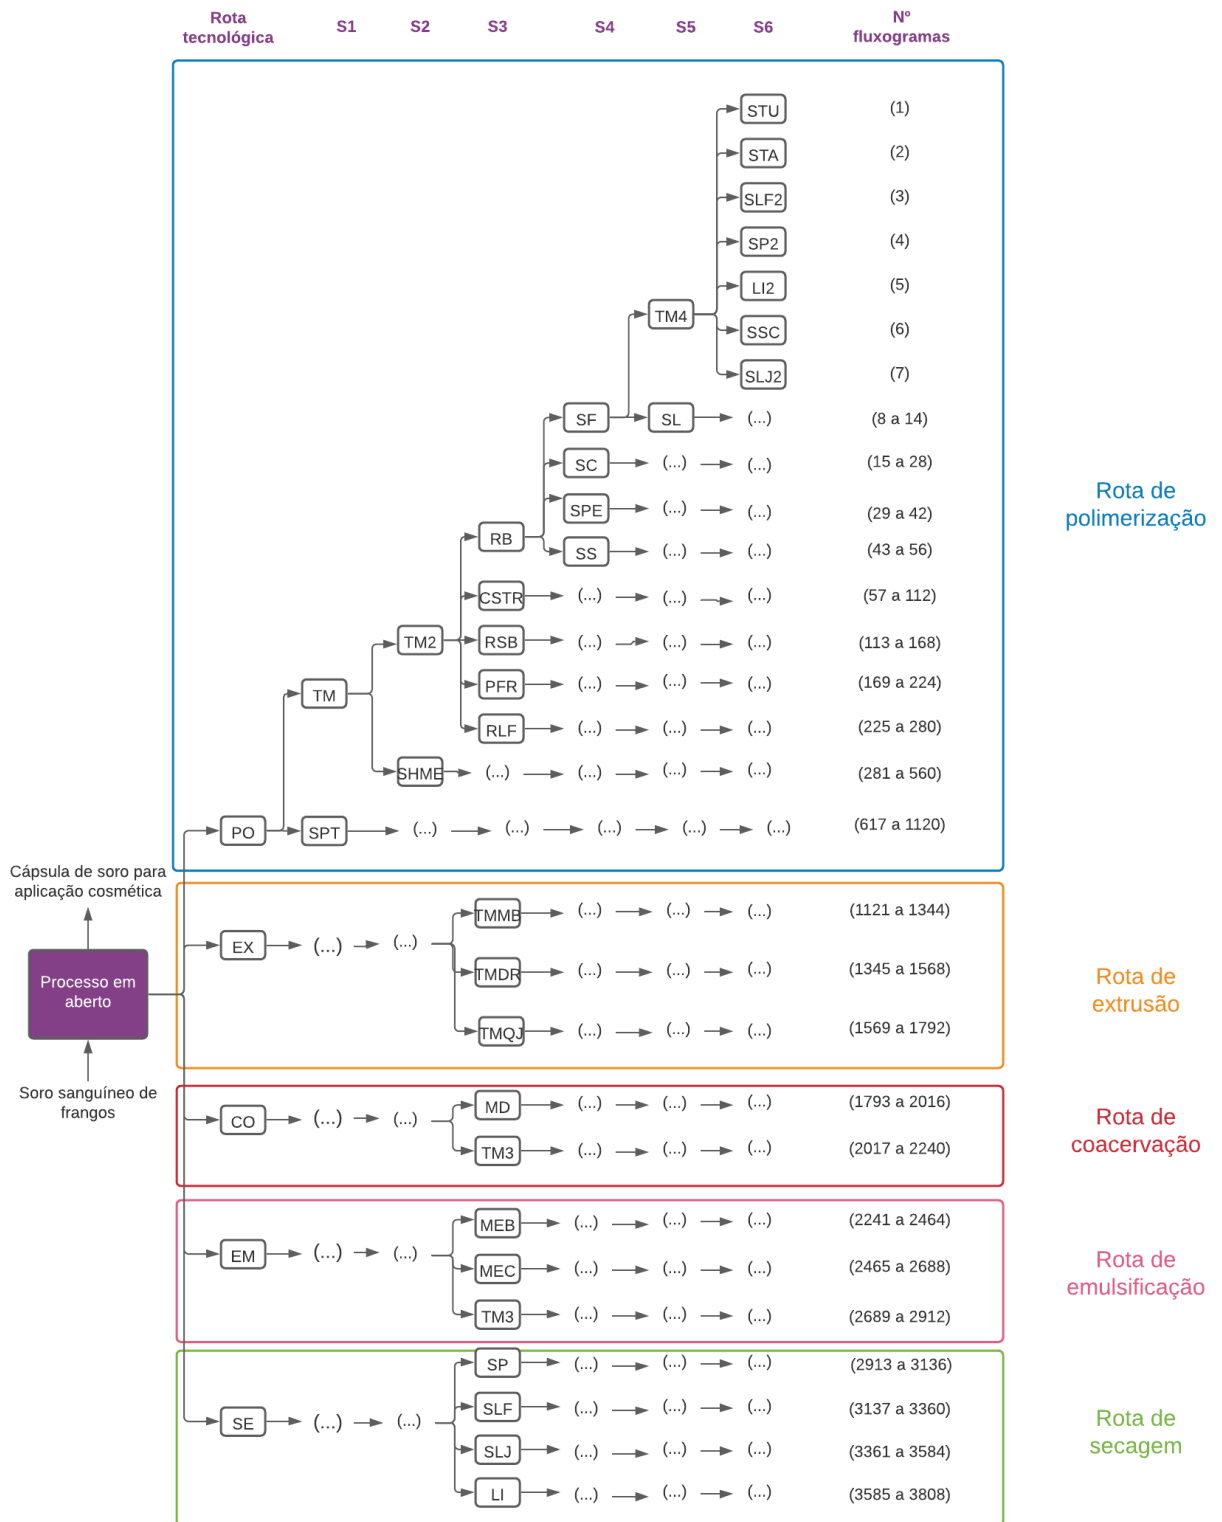 Rota tecnológica S1 S2 S3 S4 S5 S6 Nº fluxogramas
STU (1)
STA (2)
SLF2 (3)
SP2 (4)
LI2 (5)
TM4 SSC (6)
SLJ2 (7)
SF SL (...) (8 a 14)
SC (...) (...) (15 a 28)
SPE (...) (...) (29 a 42)
RB SS (...) (...) (43 a 56)
CSTR (...) (...) (...) (57 a 112)
TM2 RSB (...) (...) (...) (113 a 168)
TM PFR (...) (...) (...) (169 a 224)
RLF (...) (...) (...) (225 a 280)
SHME (...) (...) (...) (...) (281 a 560)
PO SPT (...) (...) (...) (...) (...) (617 a 1120)
Rota de
polimerização
Cápsula de soro para
aplicação cosmética
Processo em
aberto
Soro sanguíneo de
frangos
TMMB (...) (...) (...) (1121 a 1344)
EX (...) (...) TMDR (...) (...) (...) (1345 a 1568)
TMQJ (...) (...) (...) (1569 a 1792)
Rota de
extrusão
MD (...) (...) (...) (1793 a 2016)
CO (...) (...) TM3 (...) (...) (...) (2017 a 2240)
Rota de
coacervação
MEB (...) (...) (...) (2241 a 2464)
EM (...) (...) MEC (...) (...) (...) (2465 a 2688)
TM3 (...) (...) (...) (2689 a 2912)
Rota de
emulsificação
SP (...) (...) (...) (2913 a 3136)
SE (...) (...) SLF (...) (...) (...) (3137 a 3360)
SLJ (...) (...) (...) (3361 a 3584)
LI (...) (...) (...) (3585 a 3808)
Rota de
secagem